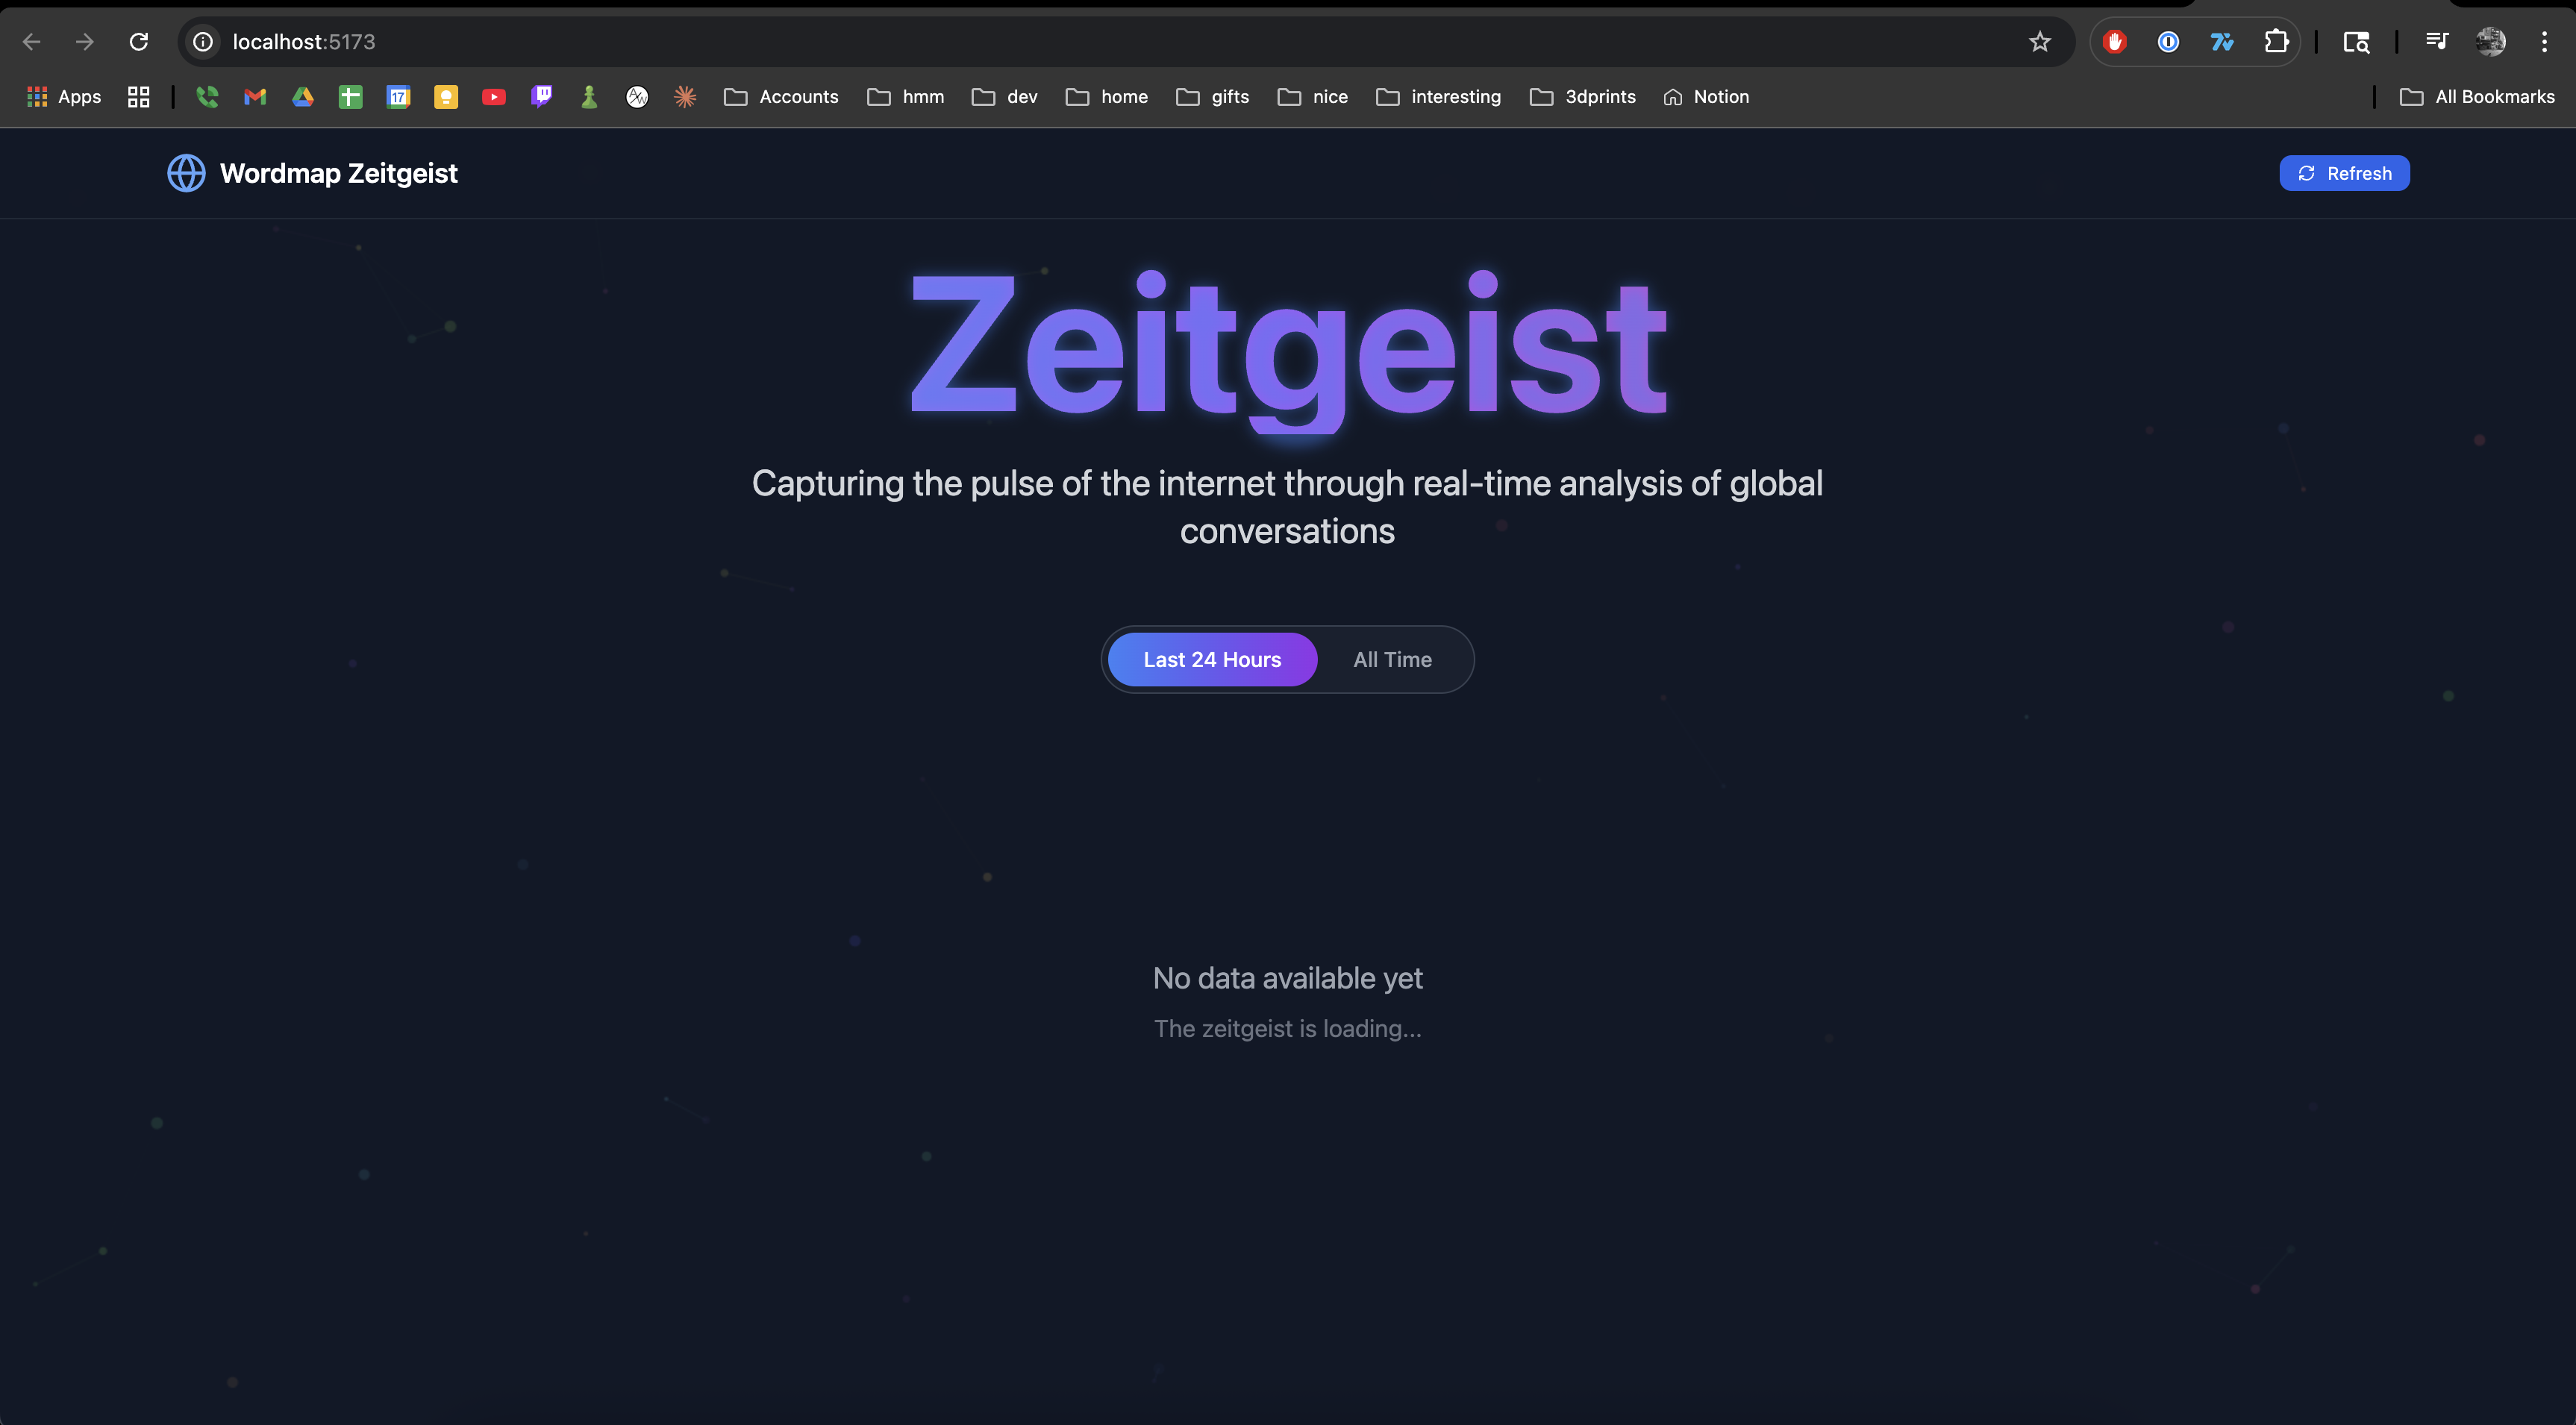 localhost:5173
Apps
17
Accounts
hmm
dev
home
gifts
nice
interesting
3dprints
Notion
All Bookmarks
Wordmap Zeitgeist
Refresh
Zeitgeist
Capturing the pulse of the internet through real-time analysis of global
conversations
Last 24 Hours
All Time
No data available yet
The zeitgeist is loading...